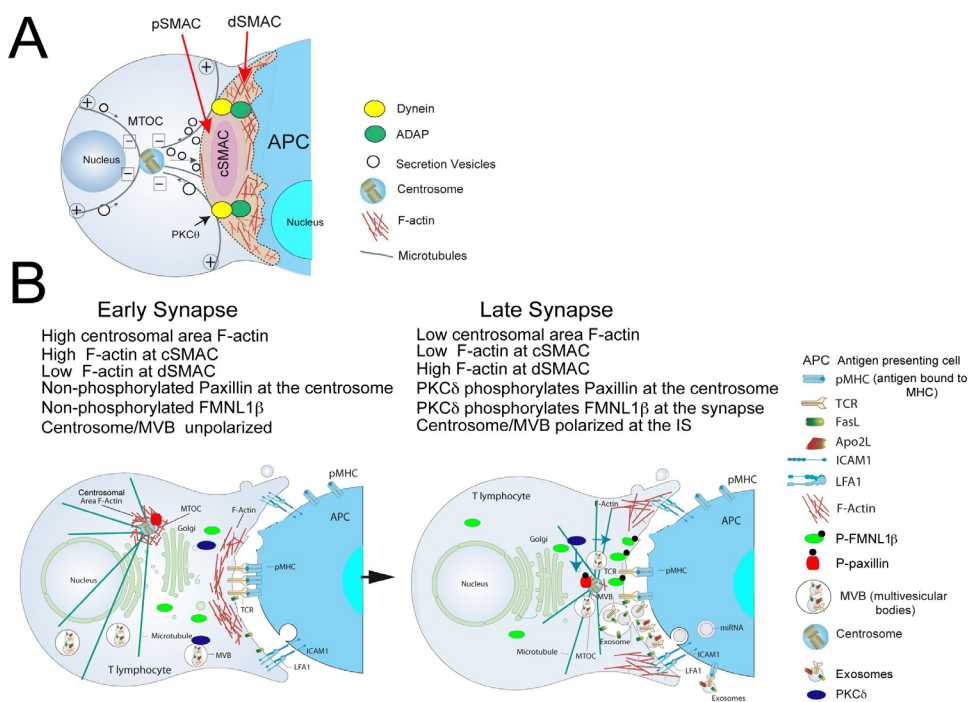 A
pSMAC
dSMAC
MTOC
Nucleus
cSMAC
APC
Nucleus
PKCθ
+
+
+
+
−
−
−
−
Dynein
ADAP
Secretion Vesicles
Centrosome
F-actin
Microtubules
B
Early Synapse
High centrosomal area F-actin
High F-actin at cSMAC
Low F-actin at dSMAC
Non-phosphorylated Paxillin at the centrosome
Non-phosphorylated FMNL1β
Centrosome/MVB unpolarized
Late Synapse
Low centrosomal area F-actin
Low F-actin at cSMAC
High F-actin at dSMAC
PKCδ phosphorylates Paxillin at the centrosome
PKCδ phosphorylates FMNL1β at the synapse
Centrosome/MVB polarized at the IS
Centrosomal
Area F-Actin
MTOC
Golgi
F-Actin
pMHC
APC
Nucleus
pMHC
TCR
Microtubule
MVB
T lymphocyte
ICAM1
LFA1
T lymphocyte
F-Actin
pMHC
APC
Golgi
Nucleus
TCR
pMHC
MVB
Exosome
miRNA
Microtubule
MTOC
ICAM1
LFA1
Exosomes
APC Antigen presenting cell
pMHC (antigen bound to
MHC)
TCR
FasL
Apo2L
ICAM1
LFA1
F-Actin
P-FMNL1β
P-paxillin
MVB (multivesicular
bodies)
Centrosome
Exosomes
PKCδ